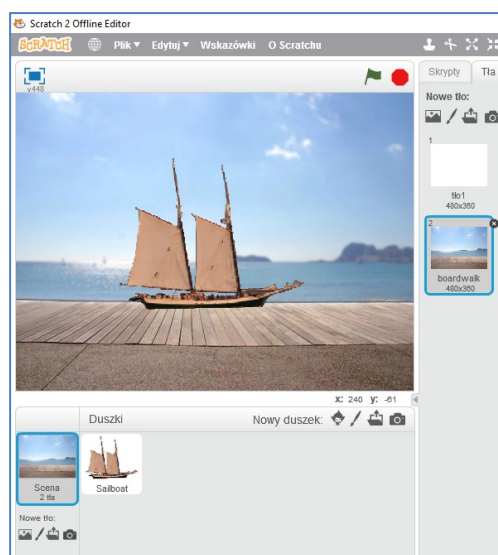 Scratch 2 Offline Editor
SCRATCH Plik Edytuj Wskazówki O Scratchu
v448
Skrypty Tła
Nowe tło:
1
tło1
480x360
2
boardwalk
480x360
x: 240 y: -61
Duszki Nowy duszek:
Scena
2 tła
Sailboat
Nowe tło: